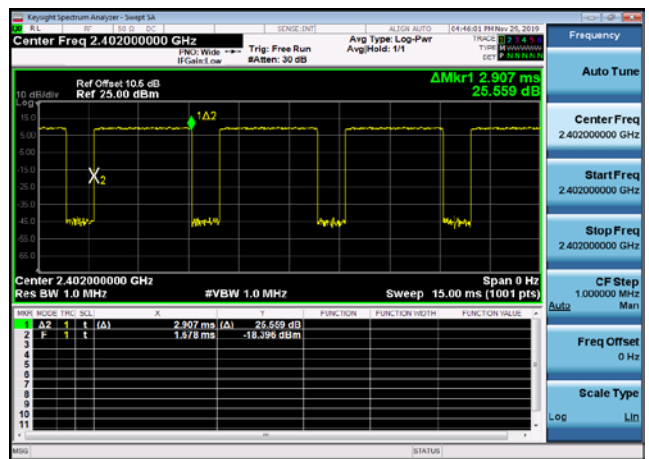 Keysight Spectrum Analyzer - Swept SA
RL RF 50 Ω DC SENSE:INT ALIGN AUTO 04:46:01 PM Nov 29, 2019
Center Freq 2.402000000 GHz
PNO: Wide
IFGain:Low
Trig: Free Run
#Atten: 30 dB
Avg Type: Log-Pwr
Avg|Hold: 1/1
TRACE 1 2 3 4 5 6
TYPE
DET P N N N N N
Ref Offset 10.5 dB
10 dB/div Ref 25.00 dBm
ΔMkr1 2.907 ms
25.559 dB
Log
15.0
5.00
-5.00
-15.0
-25.0
-35.0
-45.0
-55.0
-65.0
1Δ2
X2
Center 2.402000000 GHz Span 0 Hz
Res BW 1.0 MHz #VBW 1.0 MHz Sweep 15.00 ms (1001 pts)
MKR MODE TRC SCL X Y FUNCTION FUNCTION WIDTH FUNCTION VALUE
1 Δ2 1 t (Δ) 2.907 ms (Δ) 25.559 dB
2 F 1 t 1.578 ms -18.396 dBm
3
4
5
6
7
8
9
10
11
MSG STATUS
Frequency
Auto Tune
Center Freq
2.402000000 GHz
Start Freq
2.402000000 GHz
Stop Freq
2.402000000 GHz
CF Step
1.000000 MHz
Auto Man
Freq Offset
0 Hz
Scale Type
Log Lin